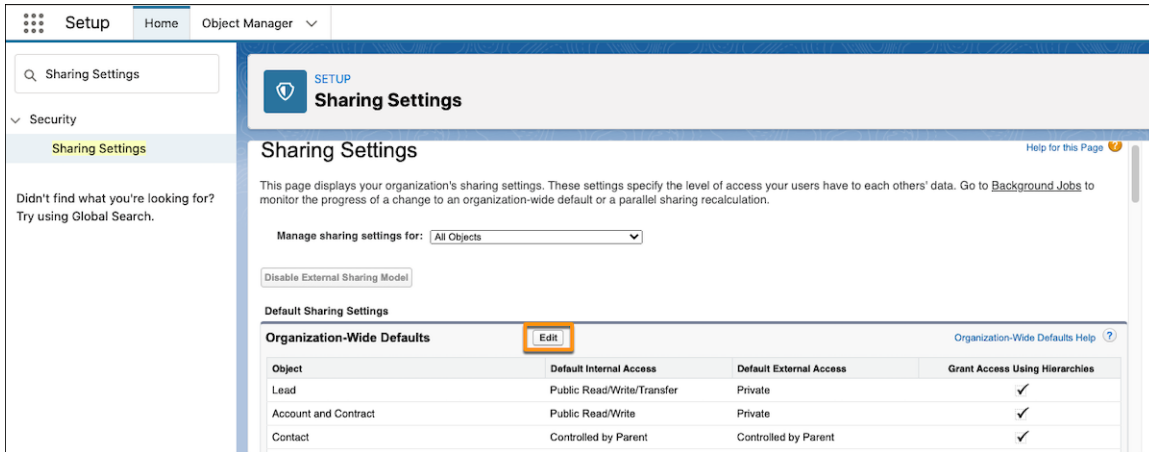 Setup Home Object Manager
Sharing Settings
Security
Sharing Settings
Didn't find what you're looking for?
Try using Global Search.
SETUP
Sharing Settings
Sharing Settings
Help for this Page ?
This page displays your organization's sharing settings. These settings specify the level of access your users have to each others' data. Go to Background Jobs to
monitor the progress of a change to an organization-wide default or a parallel sharing recalculation.
Manage sharing settings for: All Objects
Disable External Sharing Model
Default Sharing Settings
Organization-Wide Defaults Edit Organization-Wide Defaults Help ?
Object Default Internal Access Default External Access Grant Access Using Hierarchies
Lead Public Read/Write/Transfer Private ✓
Account and Contract Public Read/Write Private ✓
Contact Controlled by Parent Controlled by Parent ✓